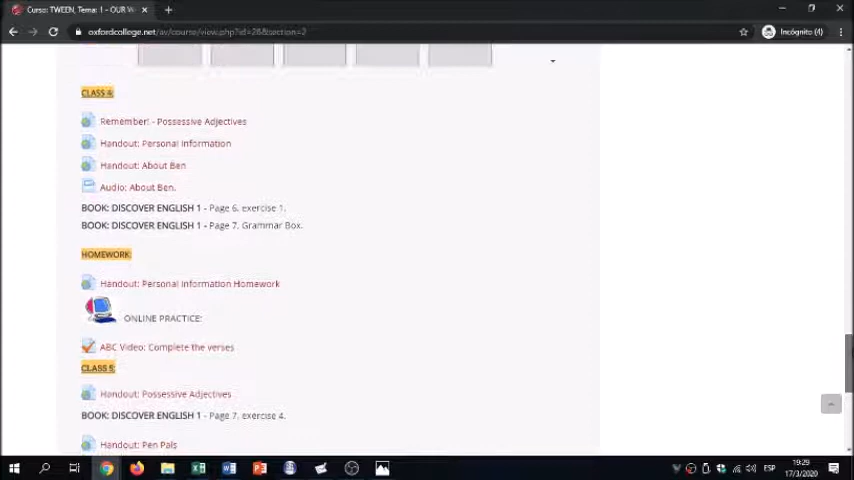 Curso: TWEEN, Tema: 1 - OUR W
oxfordcollege.net/av/course/view.php?id=26&section=2
Incógnito (4)
CLASS 4:
Remember! - Possessive Adjectives
Handout: Personal Information
Handout: About Ben
Audio: About Ben.
BOOK: DISCOVER ENGLISH 1 - Page 6, exercise 1.
BOOK: DISCOVER ENGLISH 1 - Page 7, Grammar Box.
HOMEWORK:
Handout: Personal Information Homework
ONLINE PRACTICE:
ABC Video: Complete the verses
CLASS 5:
Handout: Possessive Adjectives
BOOK: DISCOVER ENGLISH 1 - Page 7, exercise 4.
Handout: Pen Pals
ESP
19:29
17/3/2020